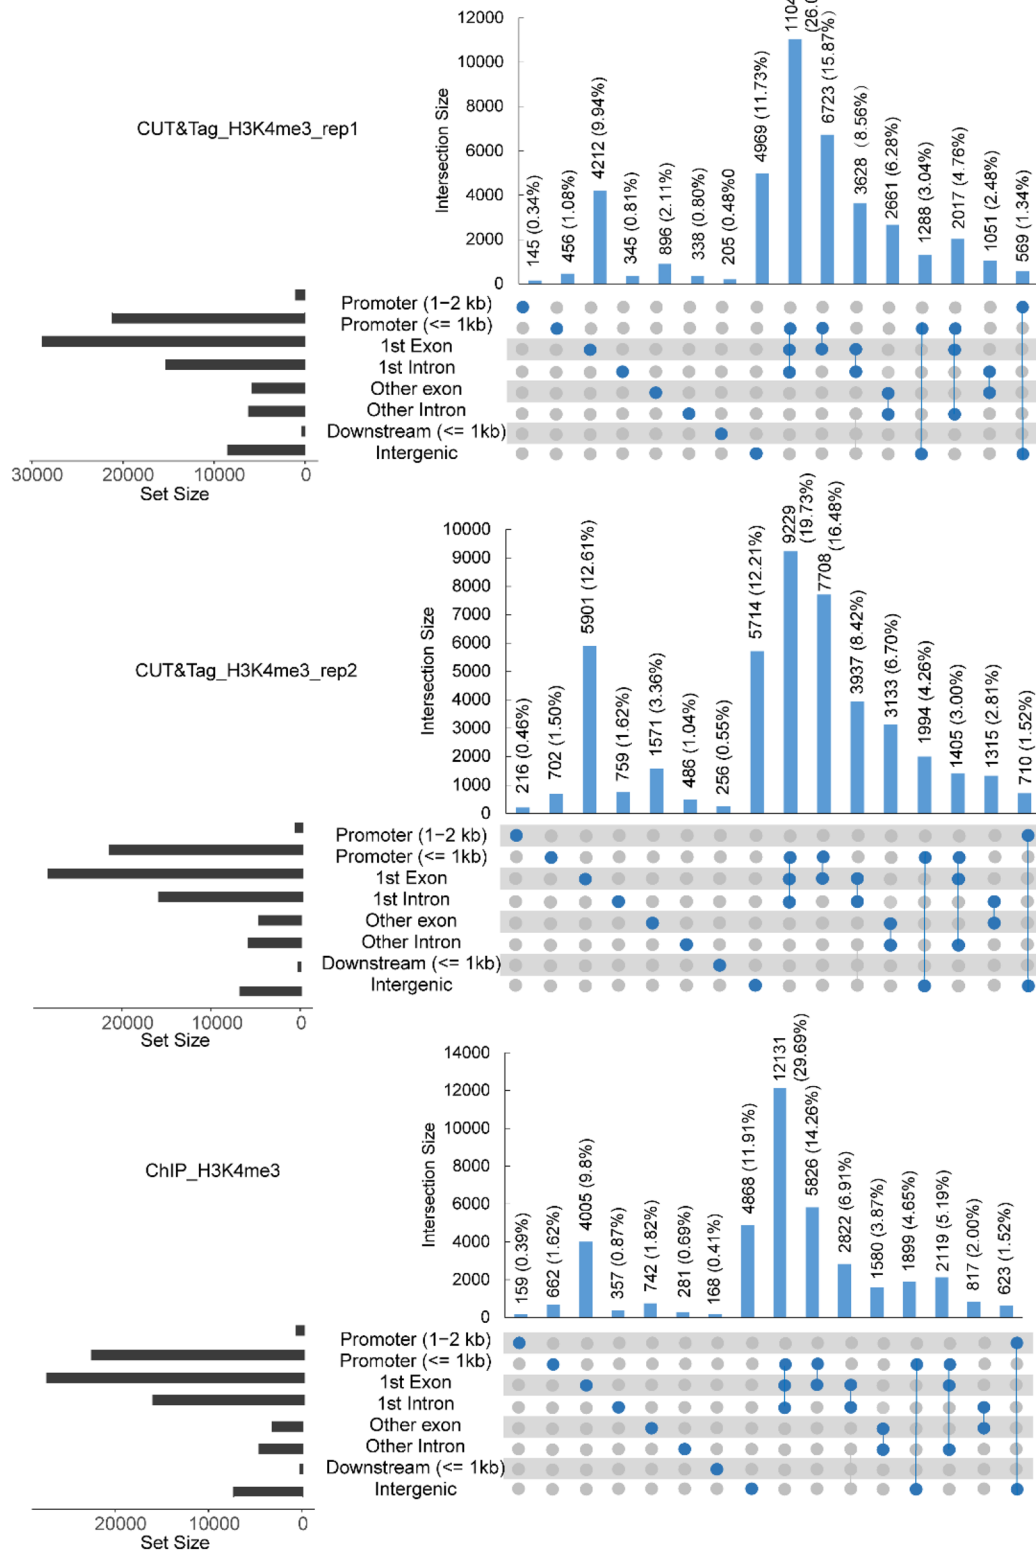 12000
10000
8000
6000
4000
2000
0
Intersection Size
CUT&Tag_H3K4me3_rep1
145 (0.34%)
456 (1.08%)
4212 (9.94%)
345 (0.81%)
896 (2.11%)
338 (0.80%)
205 (0.48%0
4969 (11.73%)
6723 (15.87%)
3628 (8.56%)
2661 (6.28%)
1288 (3.04%)
2017 (4.76%)
1051 (2.48%)
569 (1.34%)
Promoter (1−2 kb)
Promoter (<= 1kb)
1st Exon
1st Intron
Other exon
Other Intron
Downstream (<= 1kb)
Intergenic
30000 20000 10000 0
Set Size
10000
9000
8000
7000
6000
5000
4000
3000
2000
1000
0
Intersection Size
CUT&Tag_H3K4me3_rep2
216 (0.46%)
702 (1.50%)
5901 (12.61%)
759 (1.62%)
1571 (3.36%)
486 (1.04%)
256 (0.55%)
5714 (12.21%)
9229
(19.73%)
7708
(16.48%)
3937 (8.42%)
3133 (6.70%)
1994 (4.26%)
1405 (3.00%)
1315 (2.81%)
710 (1.52%)
Promoter (1−2 kb)
Promoter (<= 1kb)
1st Exon
1st Intron
Other exon
Other Intron
Downstream (<= 1kb)
Intergenic
20000 10000 0
Set Size
14000
12000
10000
8000
6000
4000
2000
0
Intersection Size
ChIP_H3K4me3
159 (0.39%)
662 (1.62%)
4005 (9.8%)
357 (0.87%)
742 (1.82%)
281 (0.69%)
168 (0.41%)
4868 (11.91%)
12131
(29.69%)
5826 (14.26%)
2822 (6.91%)
1580 (3.87%)
1899 (4.65%)
2119 (5.19%)
817 (2.00%)
623 (1.52%)
Promoter (1−2 kb)
Promoter (<= 1kb)
1st Exon
1st Intron
Other exon
Other Intron
Downstream (<= 1kb)
Intergenic
20000 10000 0
Set Size